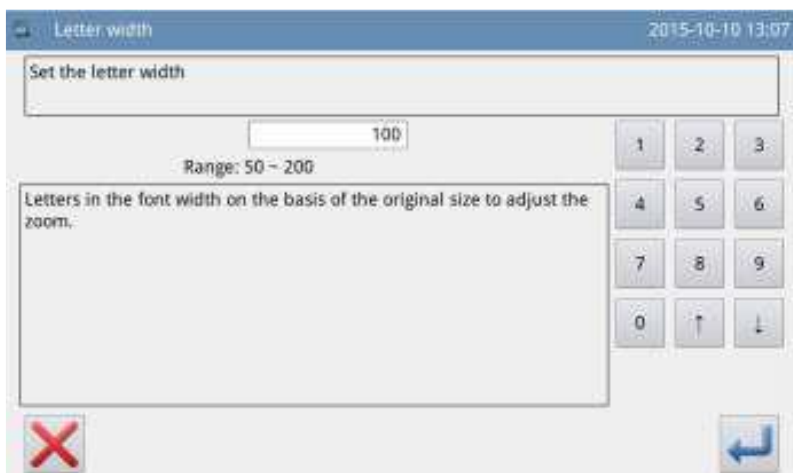 Letter width 2015-10-10 13:07
Set the letter width
100
Range: 50 ~ 200
Letters in the font width on the basis of the original size to adjust the
zoom.
1 2 3
4 5 6
7 8 9
0 ↑ ↓